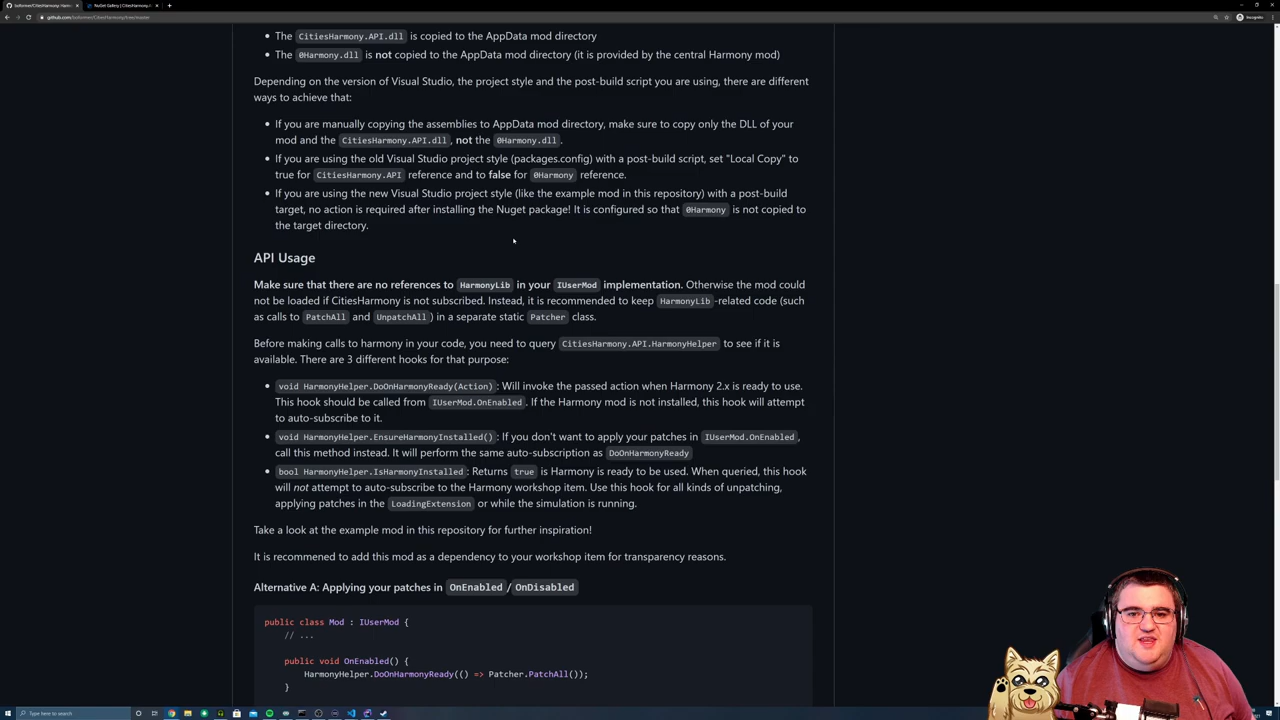 boformer/CitiesHarmony: Harm
NuGet Gallery | CitiesHarmony.A
github.com/boformer/CitiesHarmony/tree/master
Incognito
The CitiesHarmony.API.dll is copied to the AppData mod directory
The 0Harmony.dll is not copied to the AppData mod directory (it is provided by the central Harmony mod)
Depending on the version of Visual Studio, the project style and the post-build script you are using, there are different
ways to achieve that:
If you are manually copying the assemblies to AppData mod directory, make sure to copy only the DLL of your
mod and the CitiesHarmony.API.dll, not the 0Harmony.dll.
If you are using the old Visual Studio project style (packages.config) with a post-build script, set "Local Copy" to
true for CitiesHarmony.API reference and to false for 0Harmony reference.
If you are using the new Visual Studio project style (like the example mod in this repository) with a post-build
target, no action is required after installing the Nuget package! It is configured so that 0Harmony is not copied to
the target directory.
API Usage
Make sure that there are no references to HarmonyLib in your IUserMod implementation. Otherwise the mod could
not be loaded if CitiesHarmony is not subscribed. Instead, it is recommended to keep HarmonyLib-related code (such
as calls to PatchAll and UnpatchAll) in a separate static Patcher class.
Before making calls to harmony in your code, you need to query CitiesHarmony.API.HarmonyHelper to see if it is
available. There are 3 different hooks for that purpose:
void HarmonyHelper.DoOnHarmonyReady(Action): Will invoke the passed action when Harmony 2.x is ready to use.
This hook should be called from IUserMod.OnEnabled. If the Harmony mod is not installed, this hook will attempt
to auto-subscribe to it.
void HarmonyHelper.EnsureHarmonyInstalled(): If you don't want to apply your patches in IUserMod.OnEnabled,
call this method instead. It will perform the same auto-subscription as DoOnHarmonyReady
bool HarmonyHelper.IsHarmonyInstalled: Returns true is Harmony is ready to be used. When queried, this hook
will not attempt to auto-subscribe to the Harmony workshop item. Use this hook for all kinds of unpatching,
applying patches in the LoadingExtension or while the simulation is running.
Take a look at the example mod in this repository for further inspiration!
It is recommened to add this mod as a dependency to your workshop item for transparency reasons.
Alternative A: Applying your patches in OnEnabled/OnDisabled
public class Mod : IUserMod {
// ...
public void OnEnabled() {
HarmonyHelper.DoOnHarmonyReady(() => Patcher.PatchAll());
}
Type here to search